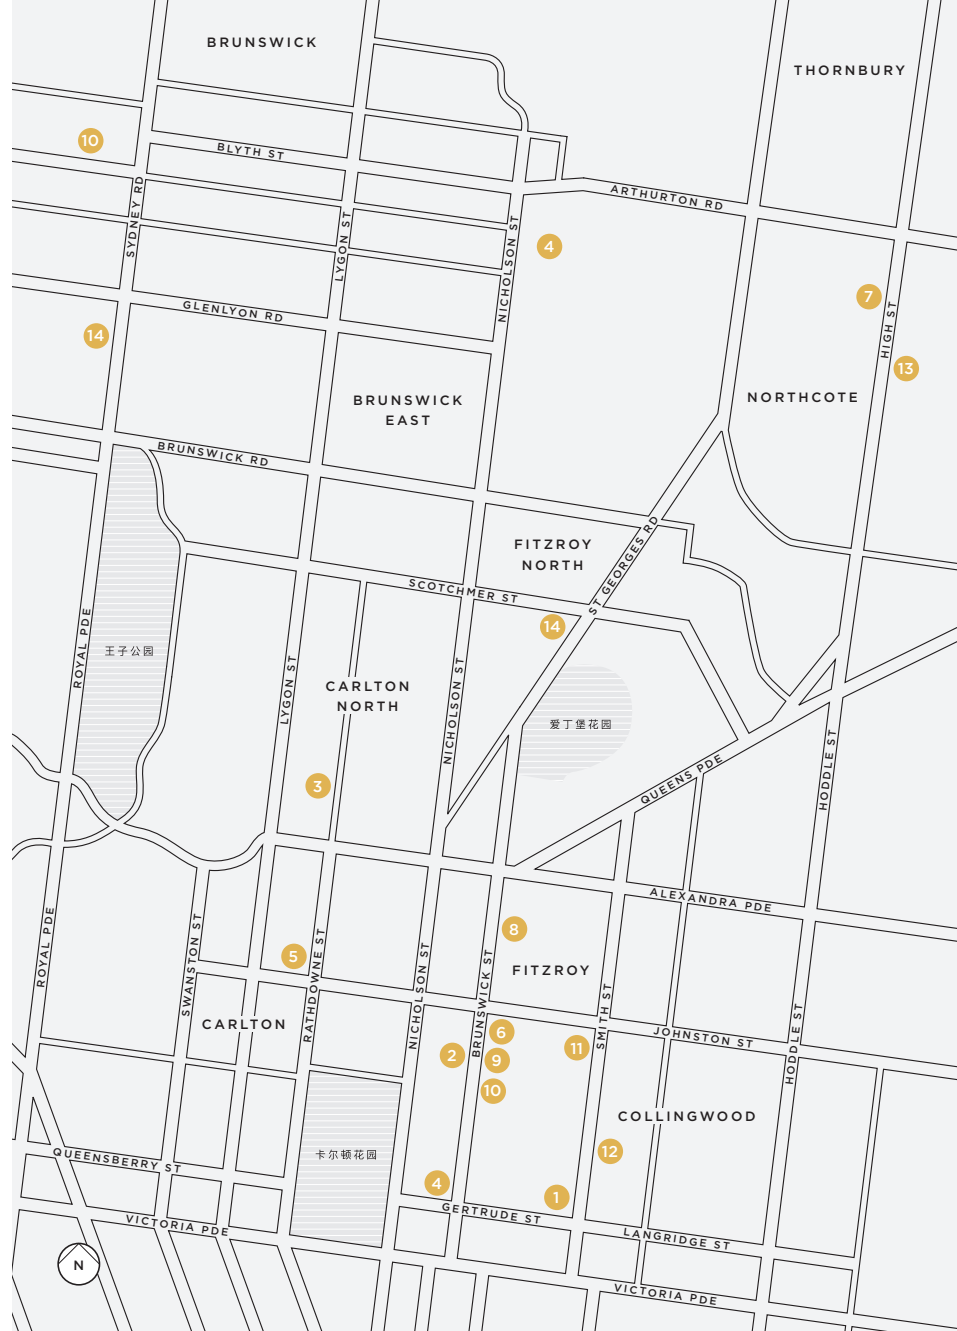 BRUNSWICK
THORNBURY
10
BLYTH ST
SYDNEY RD
ARTHURTON RD
LYGON ST
NICHOLSON ST
4
7
GLENLYON RD
HIGH ST
14
13
BRUNSWICK
EAST
NORTHCOTE
BRUNSWICK RD
FITZROY
NORTH
ST GEORGES RD
SCOTCHMER ST
14
ROYAL PDE
王子公园
LYGON ST
CARLTON
NORTH
NICHOLSON ST
爱丁堡花园
QUEENS PDE
HODDLE ST
3
ALEXANDRA PDE
ROYAL PDE
SWANSTON ST
5
RATHDOWNE ST
NICHOLSON ST
8
BRUNSWICK ST
FITZROY
CARLTON
SMITH ST
JOHNSTON ST
HODDLE ST
6
2
9
11
10
COLLINGWOOD
QUEENSBERRY ST
卡尔顿花园
12
4
1
GERTRUDE ST
VICTORIA PDE
LANGRIDGE ST
N
VICTORIA PDE